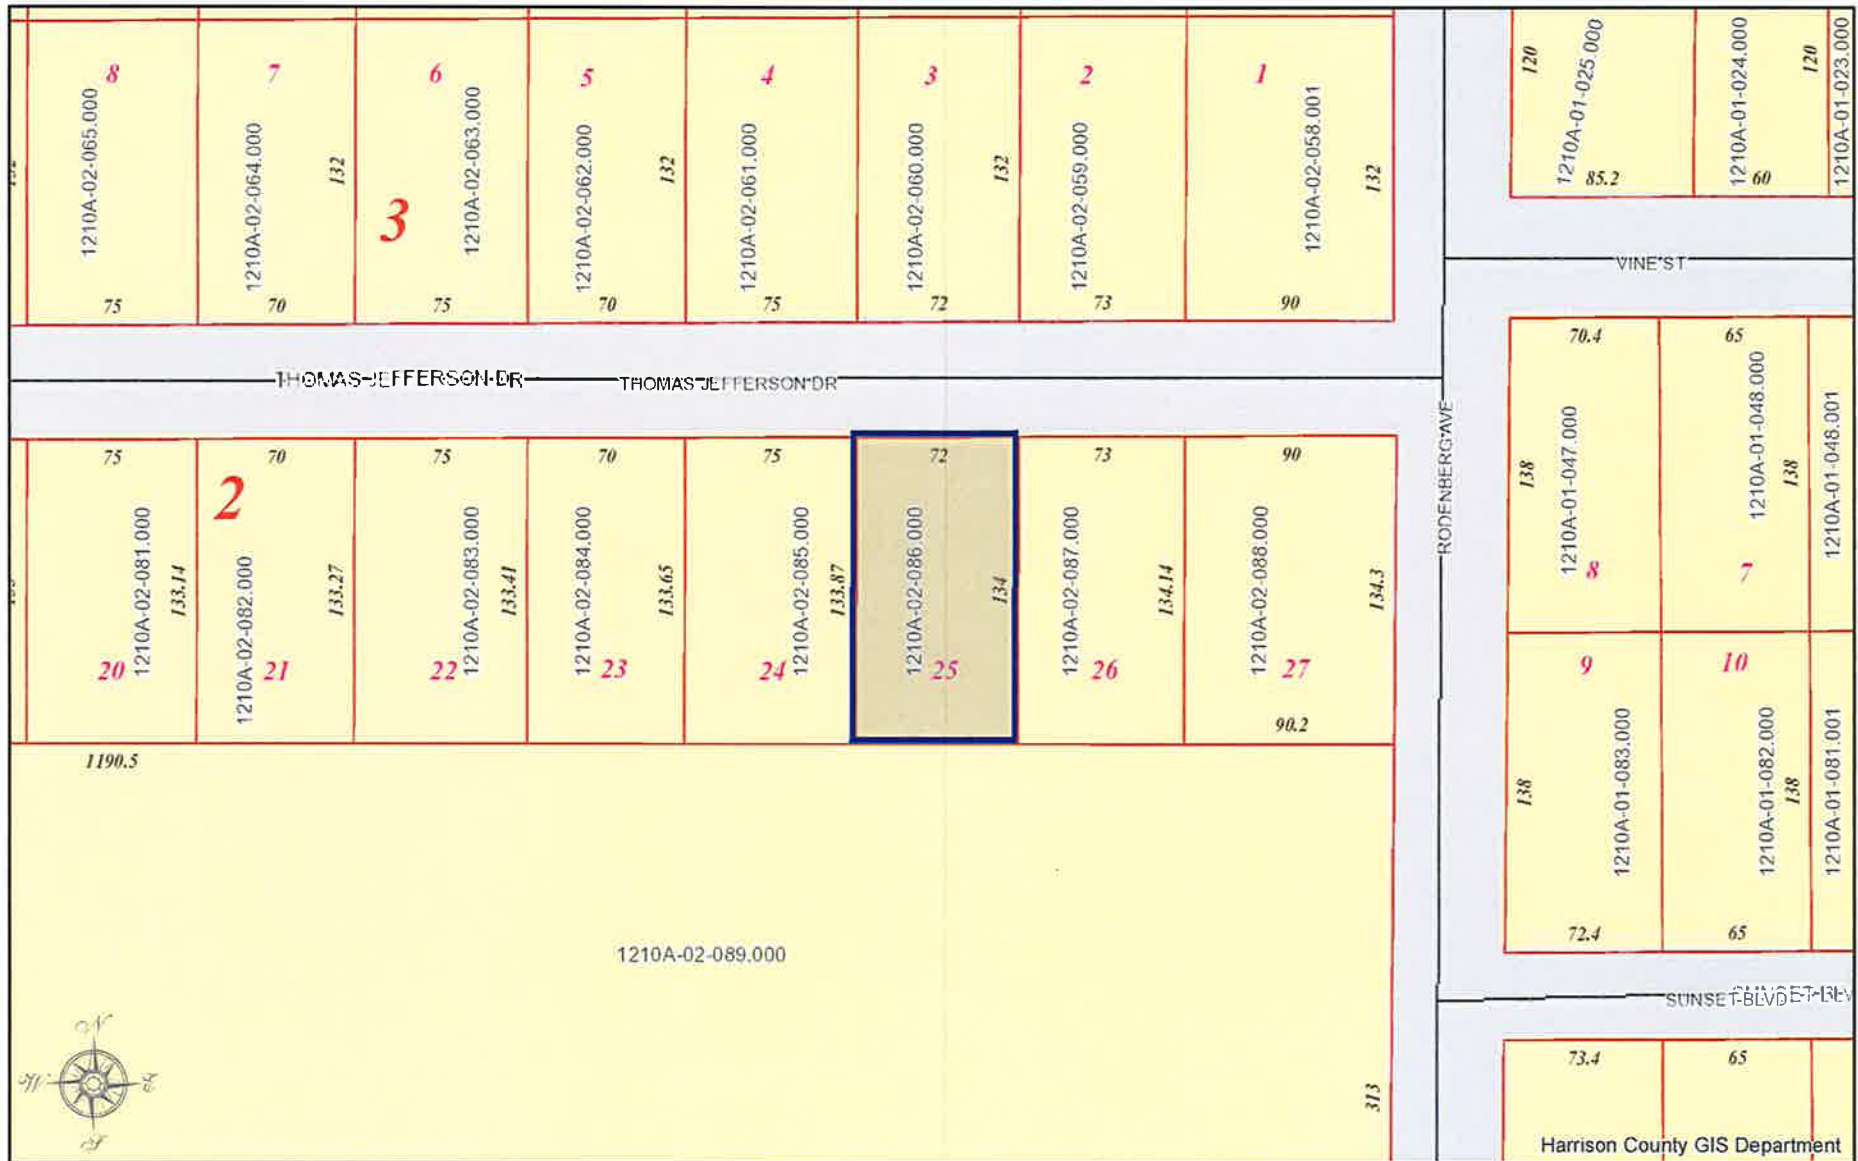 8
7
6
5
4
3
2
1
1210A-02-065.000
1210A-02-064.000
132
3
1210A-02-063.000
1210A-02-062.000
132
1210A-02-061.000
1210A-02-060.000
132
1210A-02-059.000
1210A-02-058.001
132
75
70
75
70
75
72
73
90
120
1210A-01-025.000
1210A-01-024.000
120
1210A-01-023.000
85.2
60
VINE ST
THOMAS JEFFERSON DR
THOMAS JEFFERSON DR
RODENBERG AVE
75
70
75
70
75
72
73
90
2
1210A-02-081.000
133.14
1210A-02-082.000
133.27
1210A-02-083.000
133.41
1210A-02-084.000
133.65
1210A-02-085.000
133.87
1210A-02-086.000
134
1210A-02-087.000
134.14
1210A-02-088.000
134.3
20
21
22
23
24
25
26
27
90.2
1190.5
1210A-02-089.000
313
70.4
65
138
1210A-01-047.000
1210A-01-048.000
138
1210A-01-048.001
8
7
9
10
138
1210A-01-083.000
1210A-01-082.000
138
1210A-01-081.001
72.4
65
SUNSET BLVD
73.4
65
N
W
E
S
Harrison County GIS Department